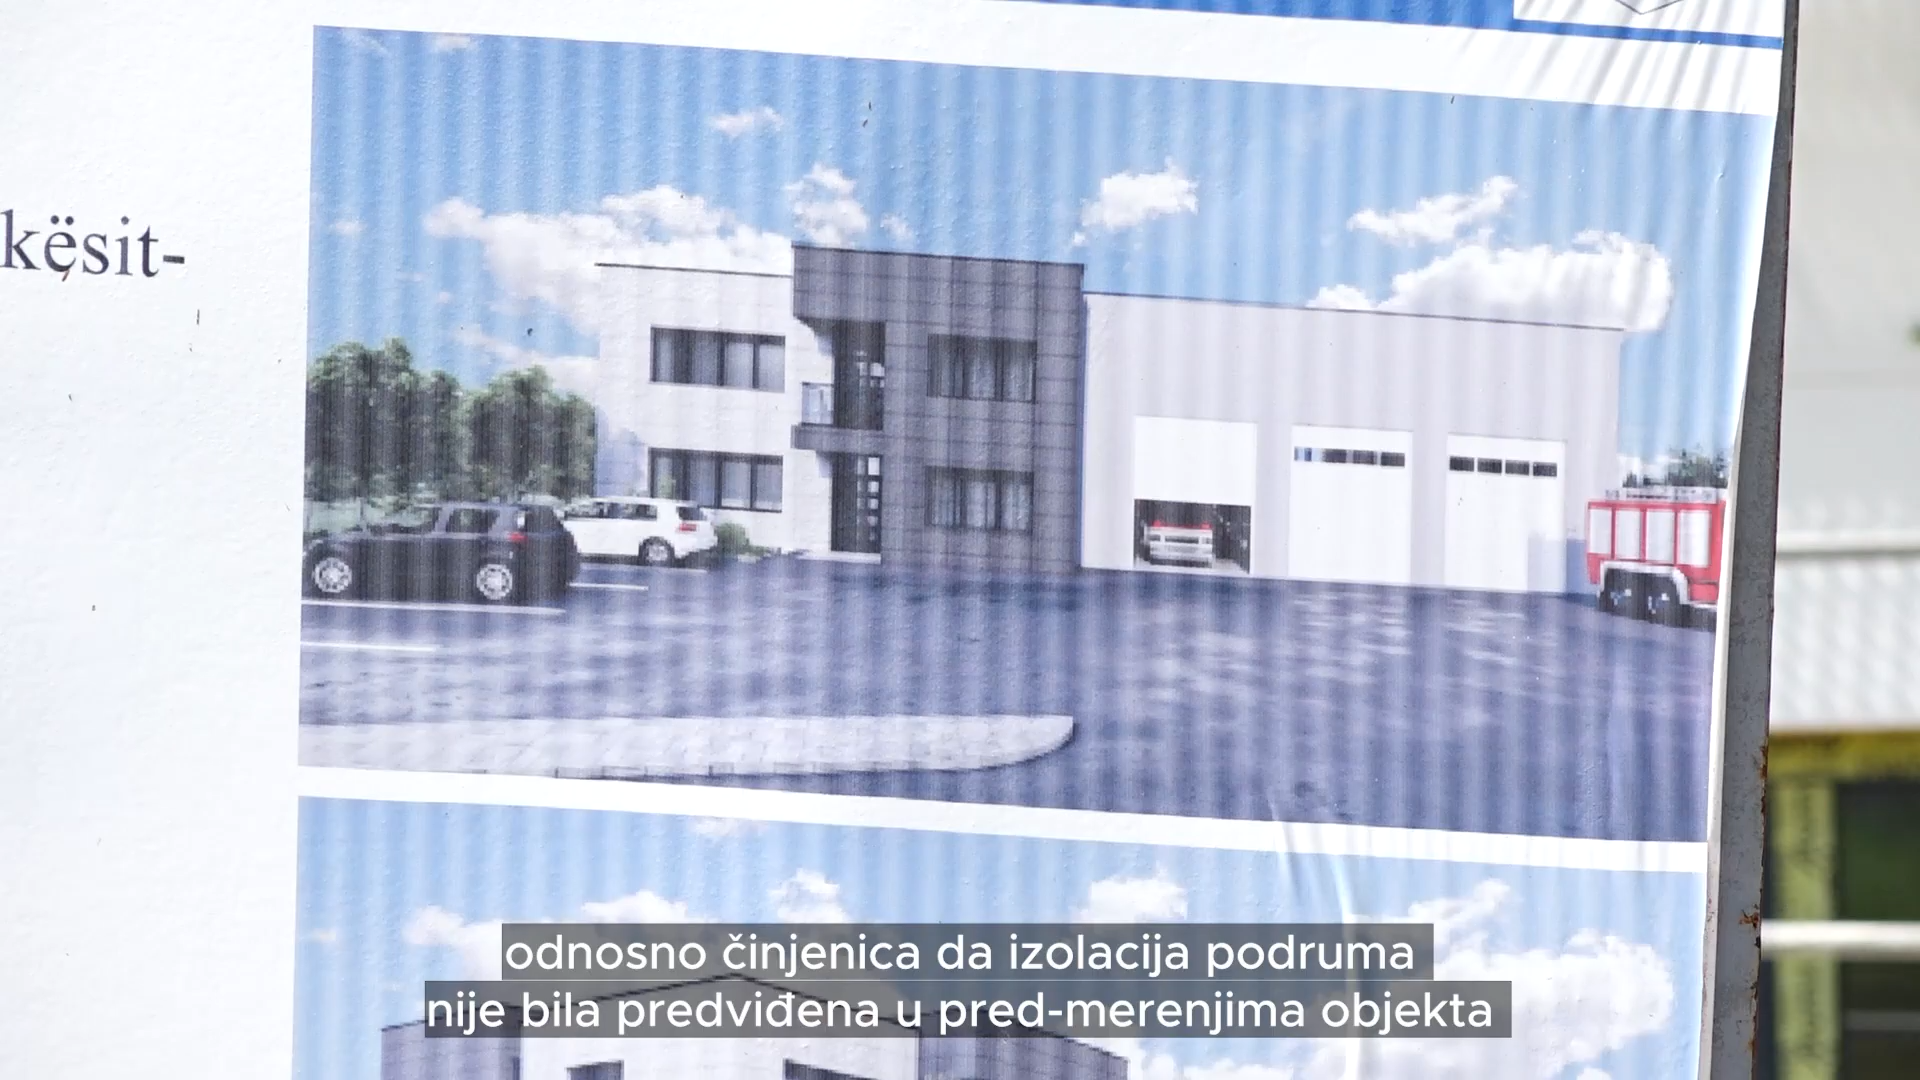 kësit-
odnosno činjenica da izolacija podruma
nije bila predviđena u pred-merenjima objekta